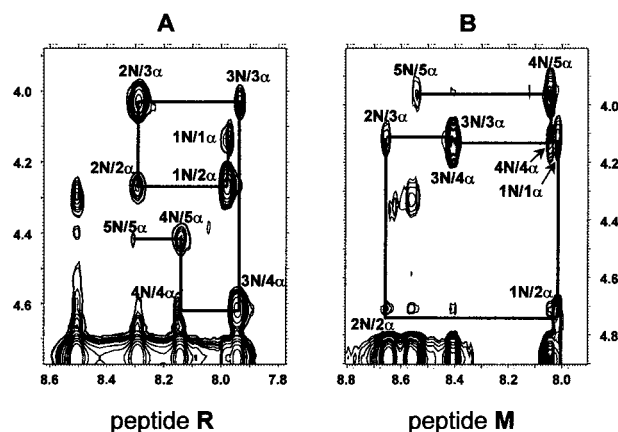 A
B
2N/3α
3N/3α
1N/1α
2N/2α
1N/2α
5N/5α
4N/5α
4N/4α
3N/4α
4.0
4.2
4.4
4.6
8.6
8.4
8.2
8.0
7.8
peptide R
5N/5α
4N/5α
2N/3α
3N/3α
3N/4α
4N/4α
1N/1α
1N/2α
2N/2α
4.0
4.2
4.4
4.6
4.8
8.8
8.6
8.4
8.2
8.0
peptide M